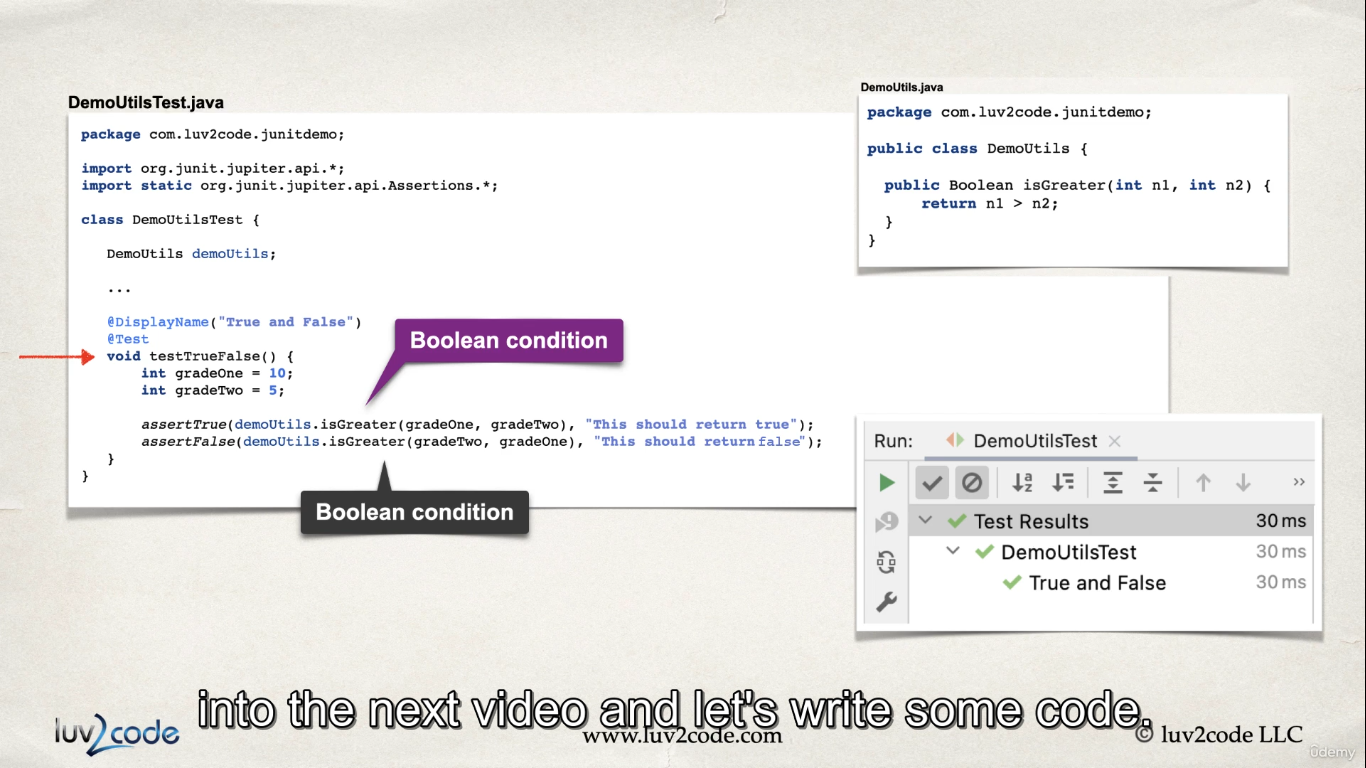 DemoUtilsTest.java
package com.luv2code.junitdemo;
import org.junit.jupiter.api.*;
import static org.junit.jupiter.api.Assertions.*;
class DemoUtilsTest {
DemoUtils demoUtils;
...
@DisplayName("True and False")
@Test
void testTrueFalse() {
int gradeOne = 10;
int gradeTwo = 5;
assertTrue(demoUtils.isGreater(gradeOne, gradeTwo), "This should return true");
assertFalse(demoUtils.isGreater(gradeTwo, gradeOne), "This should return false");
}
}
Boolean condition
Boolean condition
DemoUtils.java
package com.luv2code.junitdemo;
public class DemoUtils {
public Boolean isGreater(int n1, int n2) {
return n1 > n2;
}
}
Run: DemoUtilsTest
Test Results 30 ms
DemoUtilsTest 30 ms
True and False 30 ms
into the next video and let's write some code.
luv2code
www.luv2code.com
© luv2code LLC
ûdemy